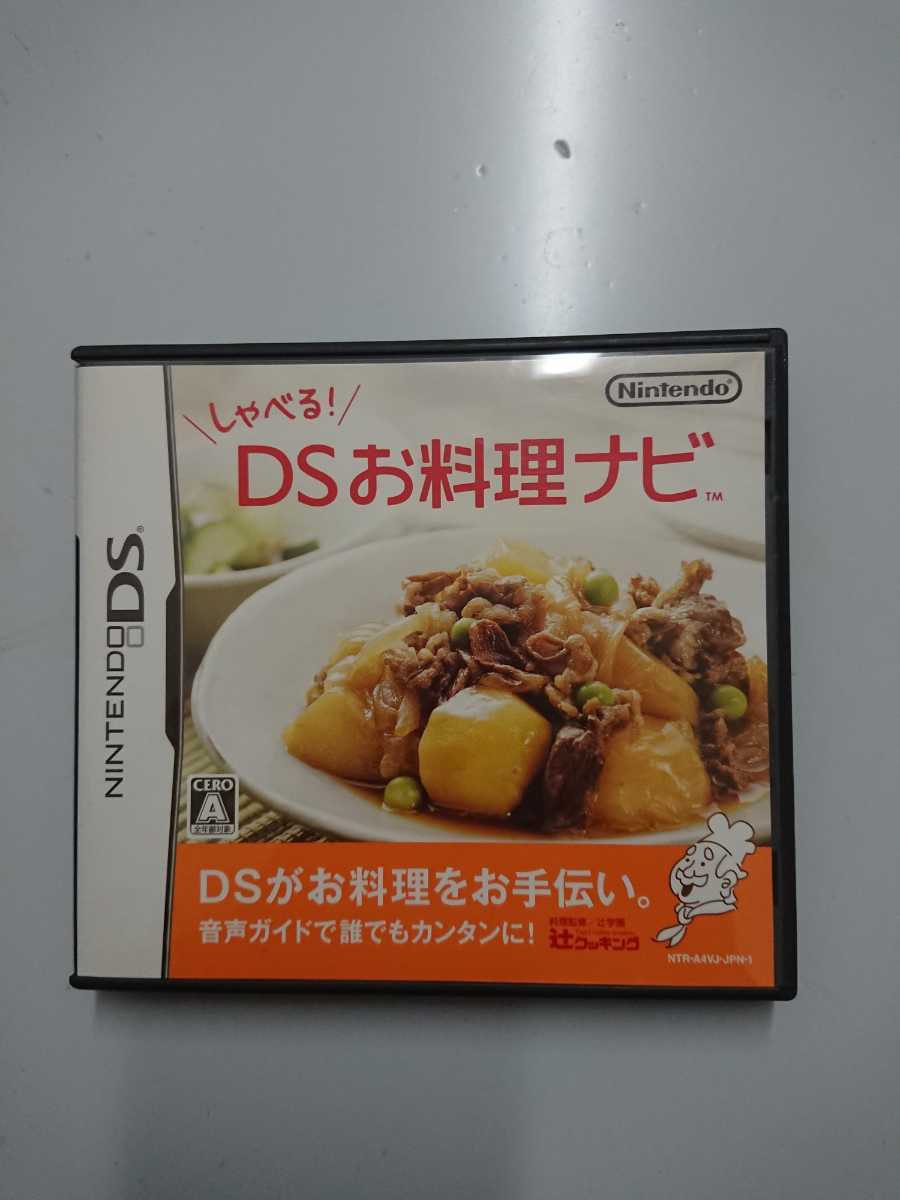 しゃべる!
DSお料理ナビ™
Nintendo®
NINTENDO DS®
CERO
A
全年齢対象
DSがお料理をお手伝い。
音声ガイドで誰でもカンタンに!
料理監修/辻学園
辻クッキング
NTR-A4VJ-JPN-1